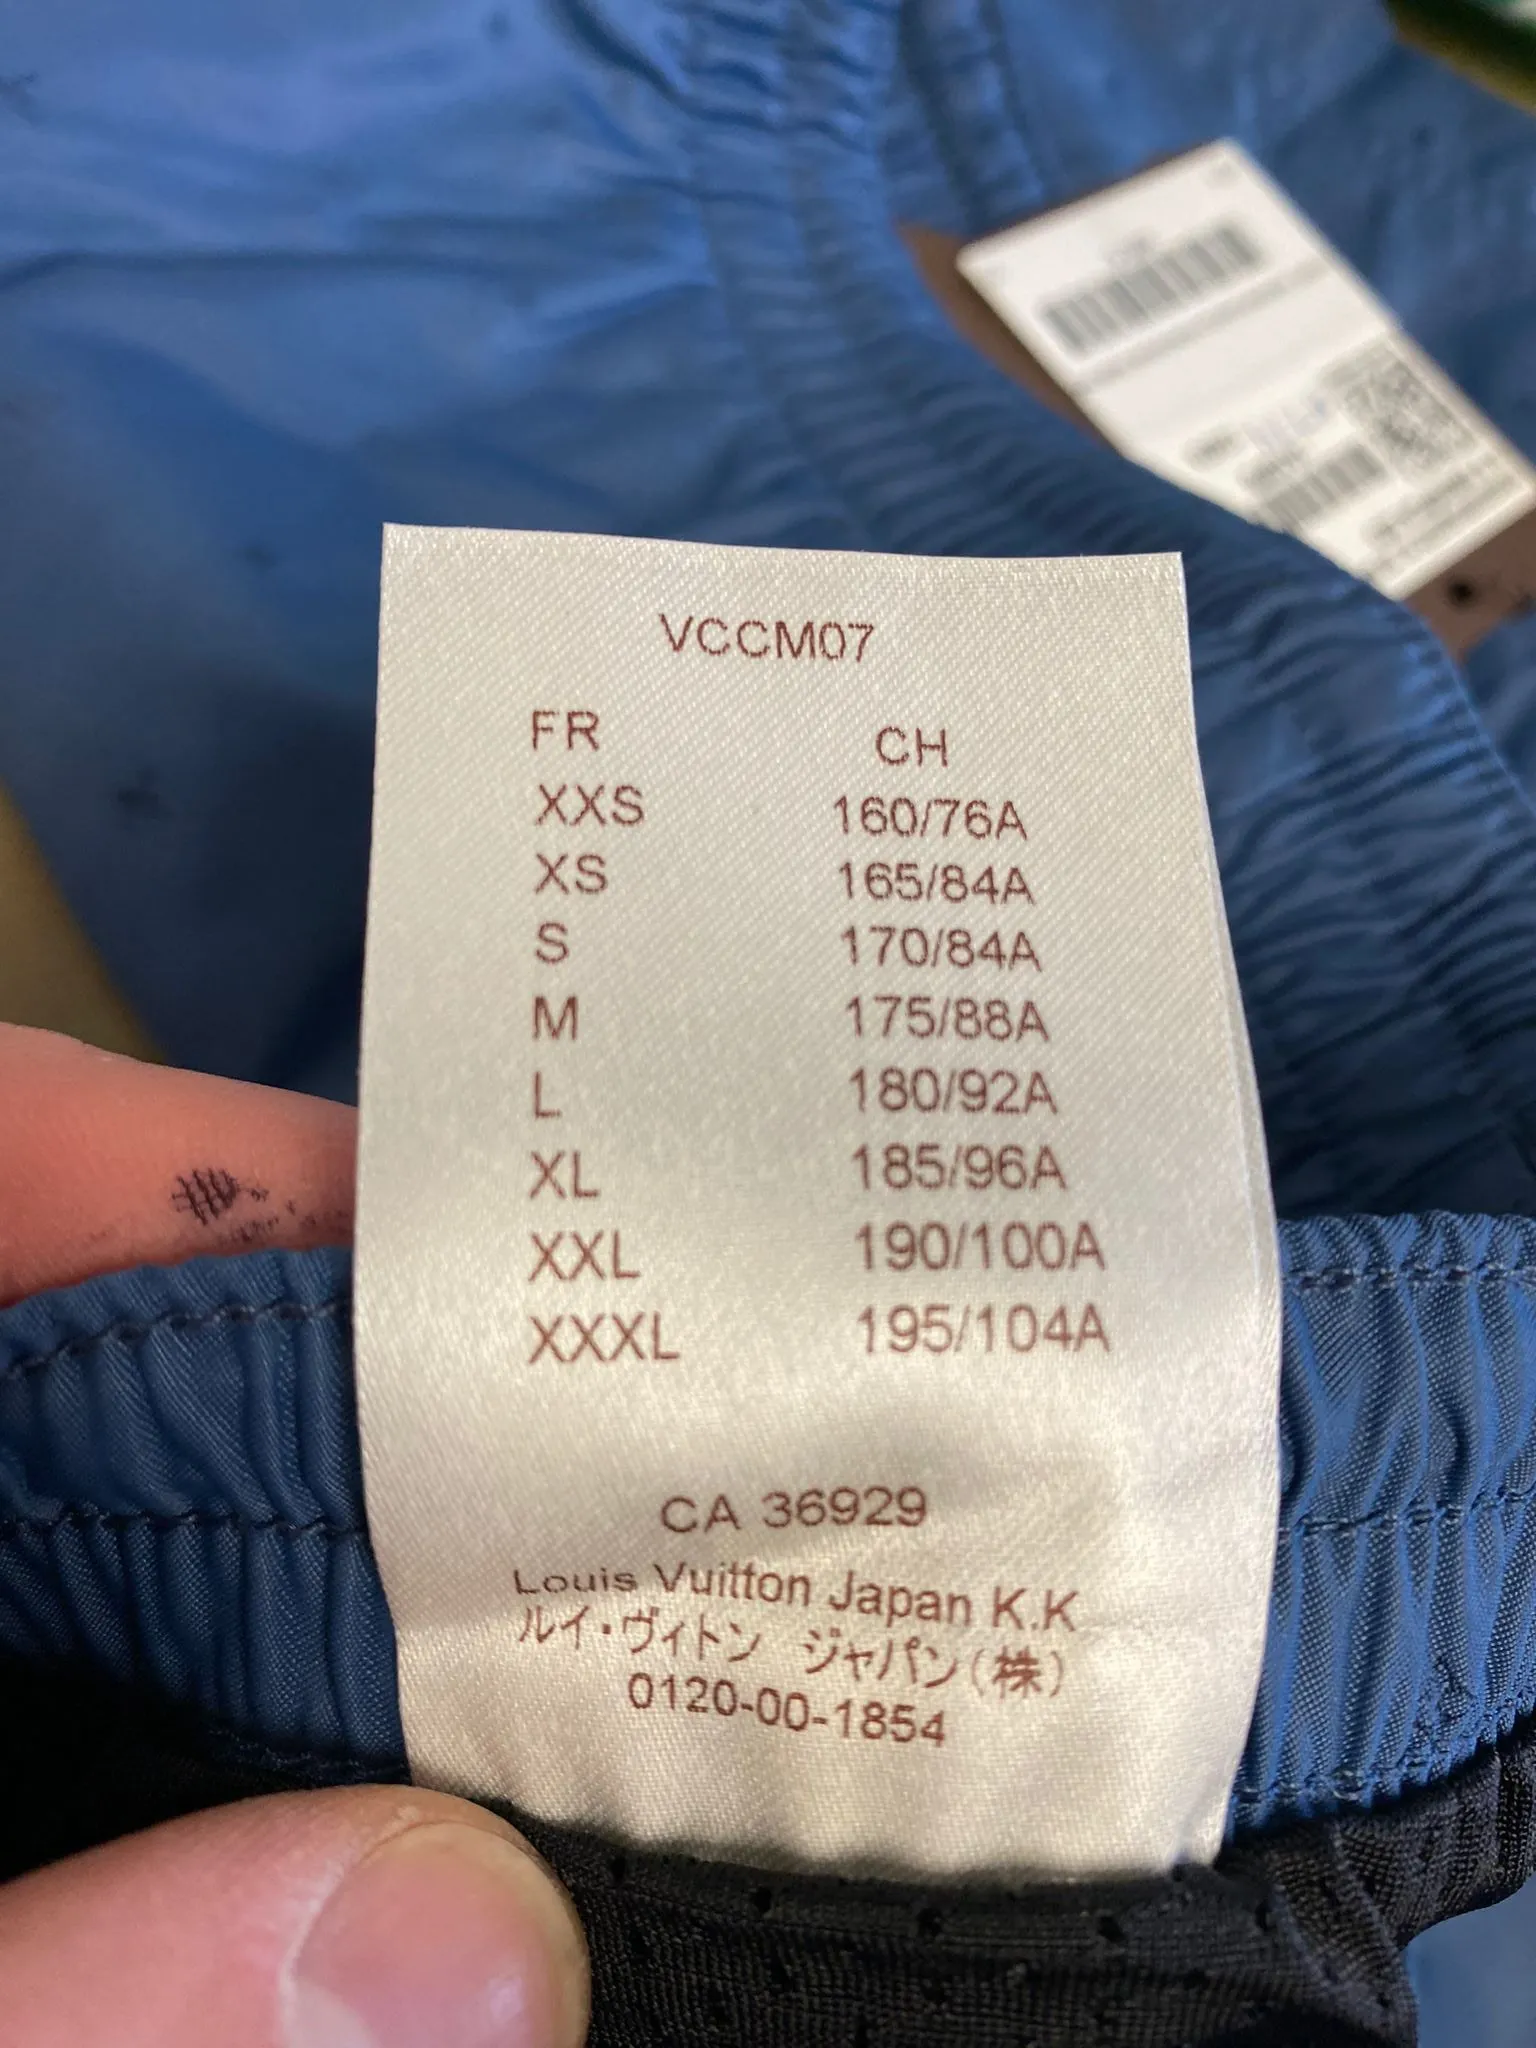 VCCM07
FR CH
XXS 160/76A
XS 165/84A
S 170/84A
M 175/88A
L 180/92A
XL 185/96A
XXL 190/100A
XXXL 195/104A
CA 36929
Louis Vuitton Japan K.K
ルイ・ヴィトン ジャパン(株)
0120-00-1854